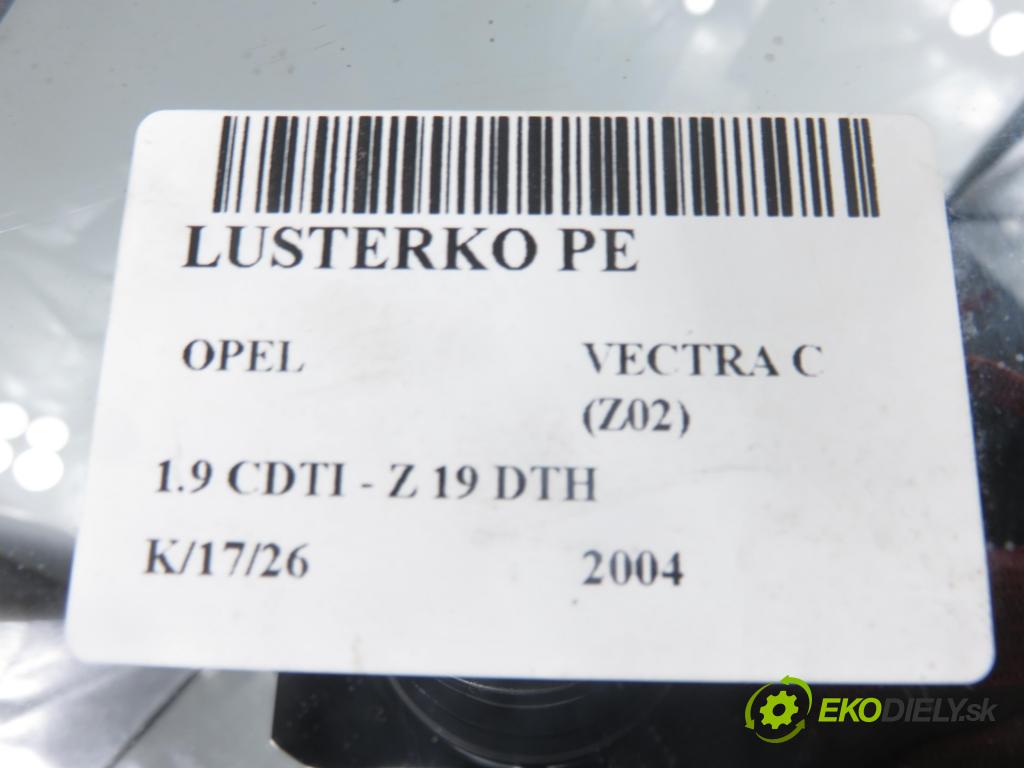 LUSTERKO PE
OPEL VECTRA C
(Z02)
1.9 CDTI - Z 19 DTH
K/17/26 2004
EKODIELY.sk